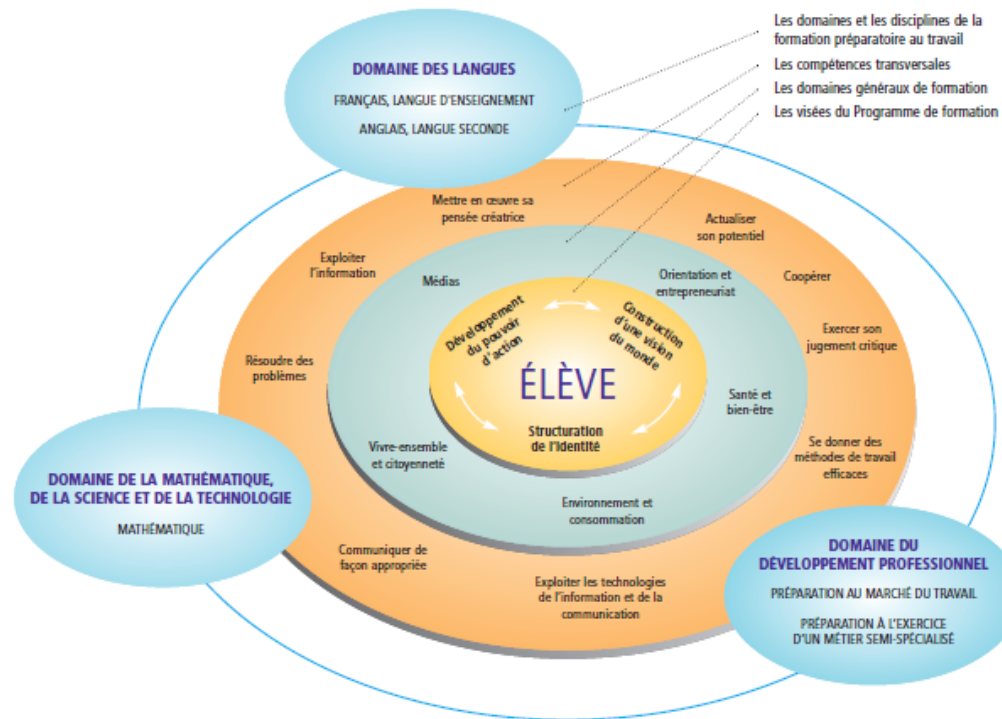 Les domaines et les disciplines de la
formation préparatoire au travail
Les compétences transversales
Les domaines généraux de formation
Les visées du Programme de formation
DOMAINE DES LANGUES
FRANÇAIS, LANGUE D'ENSEIGNEMENT
ANGLAIS, LANGUE SECONDE
Mettre en œuvre sa
pensée créatrice
Actualiser
son potentiel
Exploiter
l'information
Coopérer
Exercer son
jugement critique
Résoudre des
problèmes
Se donner des
méthodes de travail
efficaces
Communiquer de
façon appropriée
Exploiter les technologies
de l'information et de la
communication
Médias
Orientation et
entrepreneuriat
Santé et
bien-être
Vivre-ensemble
et citoyenneté
Environnement et
consommation
Développement
du pouvoir
d'action
Construction
d'une vision
du monde
ÉLÈVE
Structuration
de l'identité
DOMAINE DE LA MATHÉMATIQUE,
DE LA SCIENCE ET DE LA TECHNOLOGIE
MATHÉMATIQUE
DOMAINE DU
DÉVELOPPEMENT PROFESSIONNEL
PRÉPARATION AU MARCHÉ DU TRAVAIL
PRÉPARATION À L'EXERCICE
D'UN MÉTIER SEMI-SPÉCIALISÉ